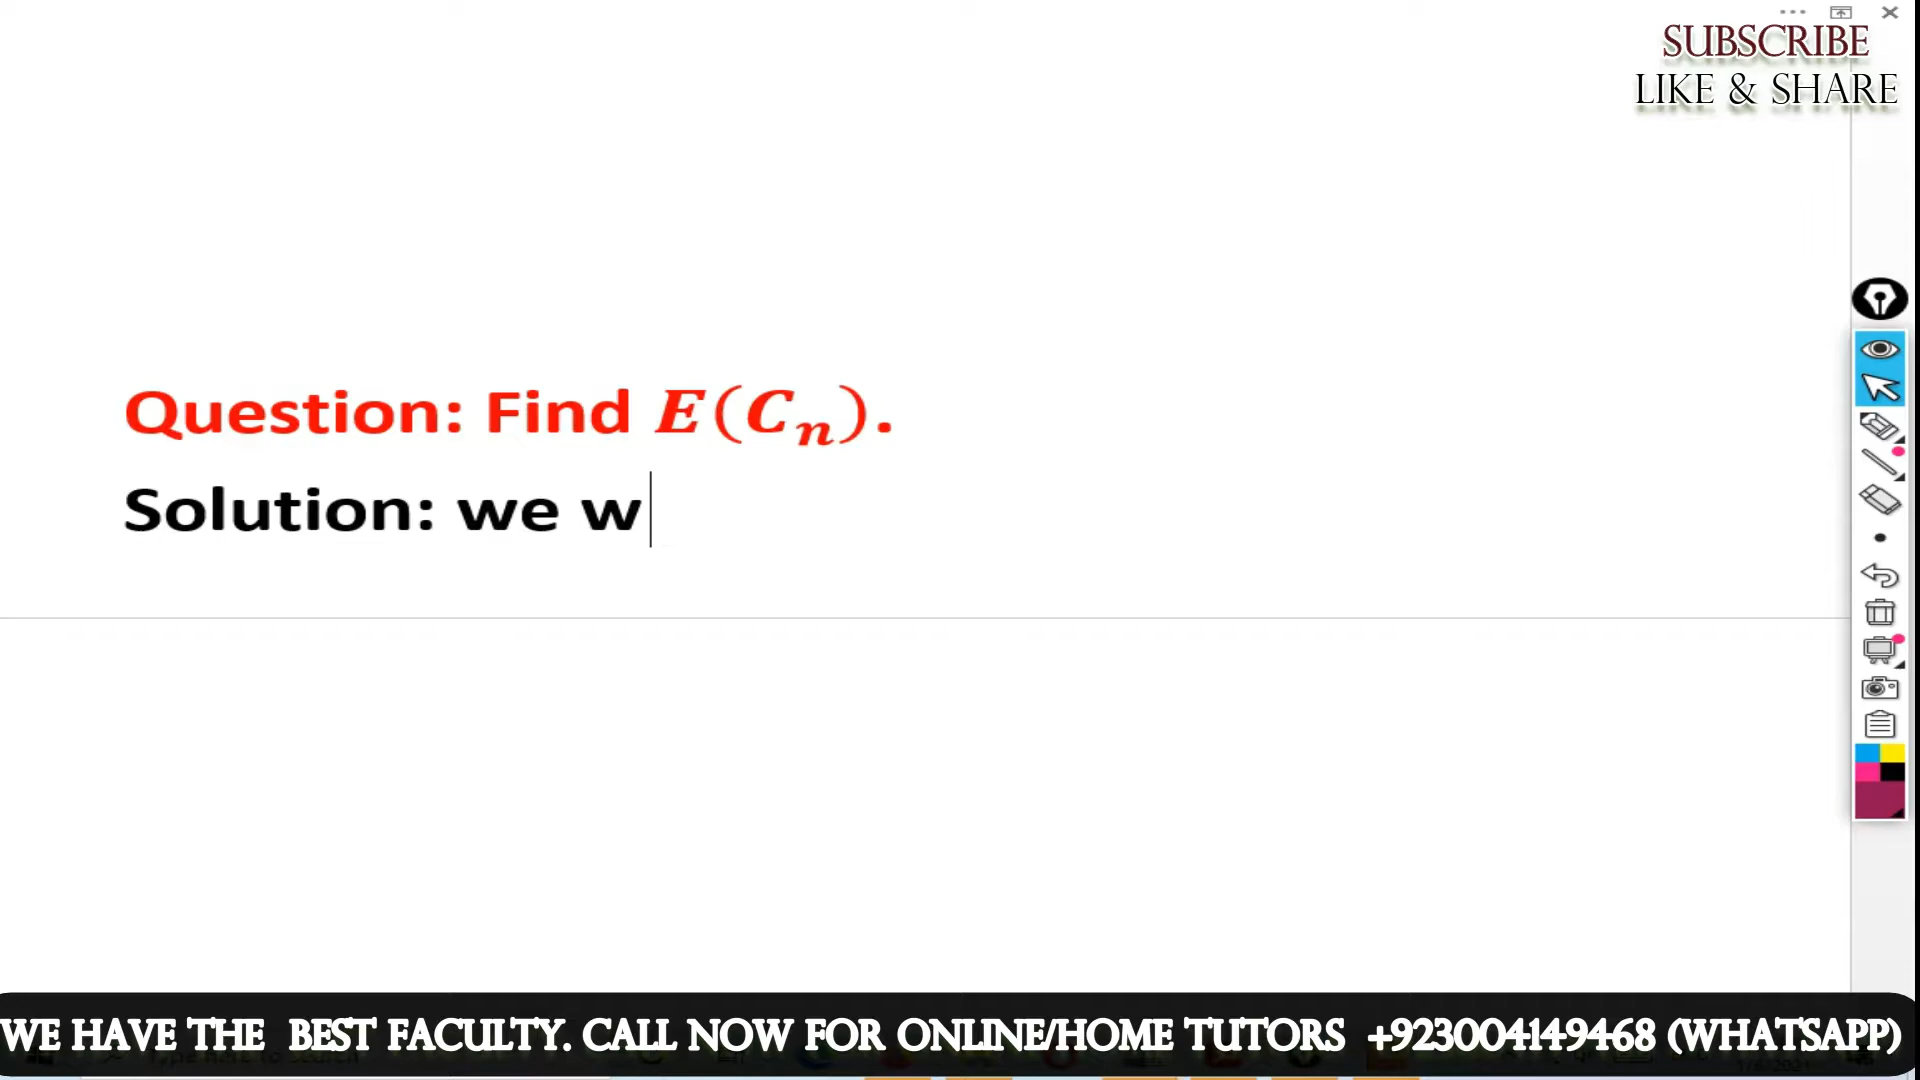 SUBSCRIBE
LIKE & SHARE
Question: Find E(Cₙ).
Solution: we w
WE HAVE THE BEST FACULTY. CALL NOW FOR ONLINE/HOME TUTORS +923004149468 (WHATSAPP)